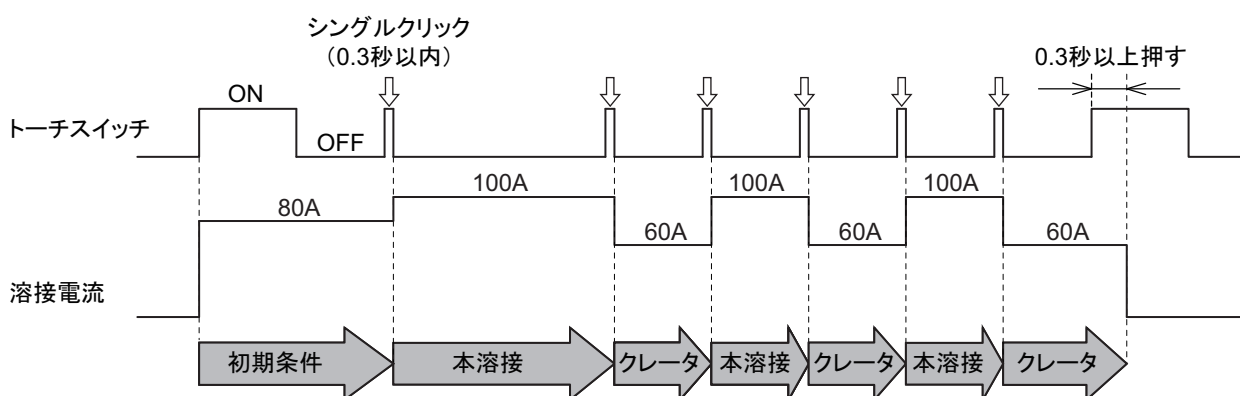 シングルクリック
（0.3秒以内）
0.3秒以上押す
ON
トーチスイッチ
OFF
100A
100A
100A
80A
60A
60A
60A
溶接電流
初期条件
本溶接
クレータ
本溶接
クレータ
本溶接
クレータ